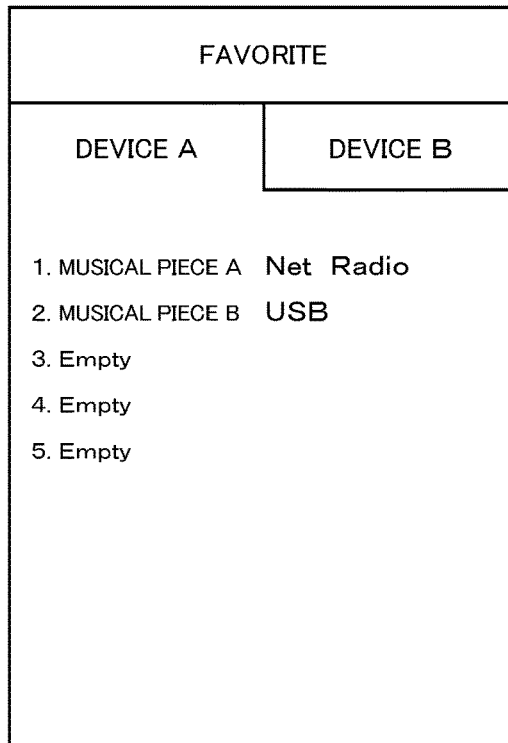 FAVORITE
DEVICE A DEVICE B
1. MUSICAL PIECE A Net Radio
2. MUSICAL PIECE B USB
3. Empty
4. Empty
5. Empty